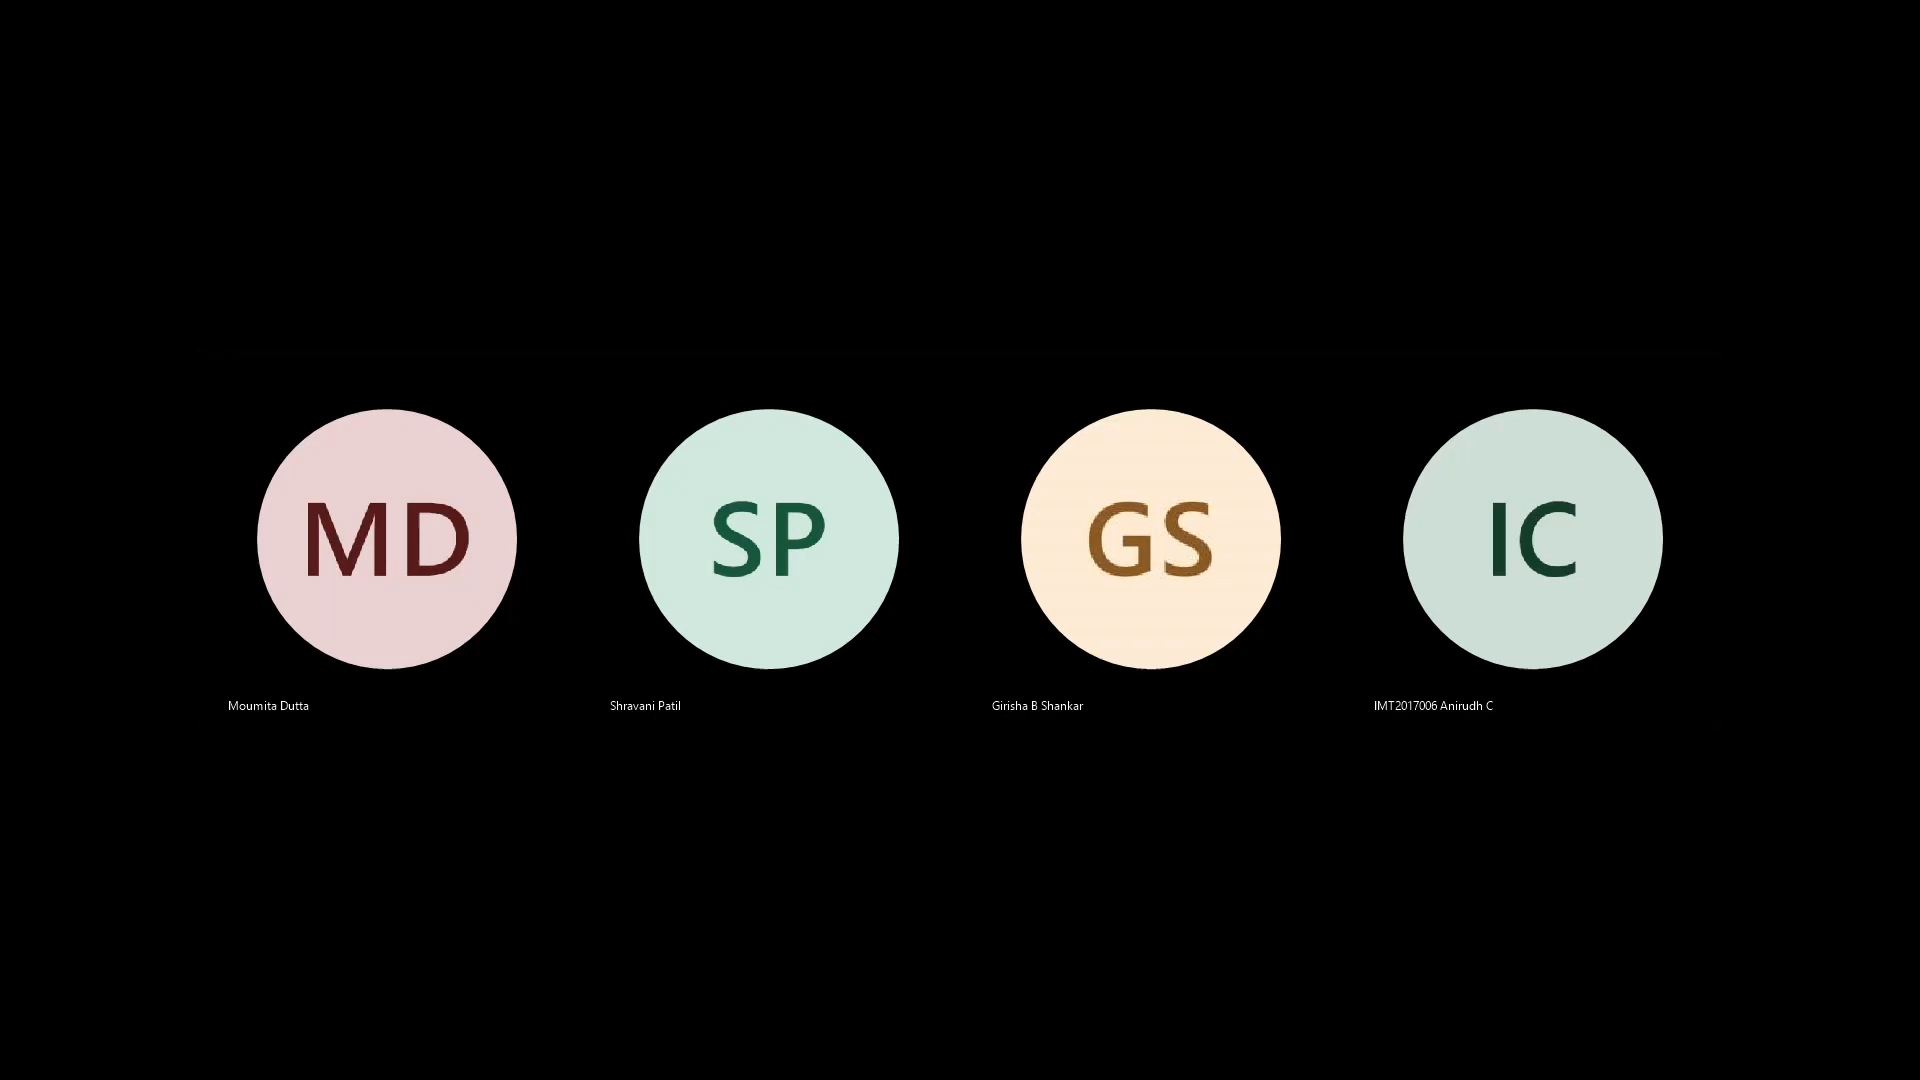 MD
SP
GS
IC
Moumita Dutta
Shravani Patil
Girisha B Shankar
IMT2017006 Anirudh C